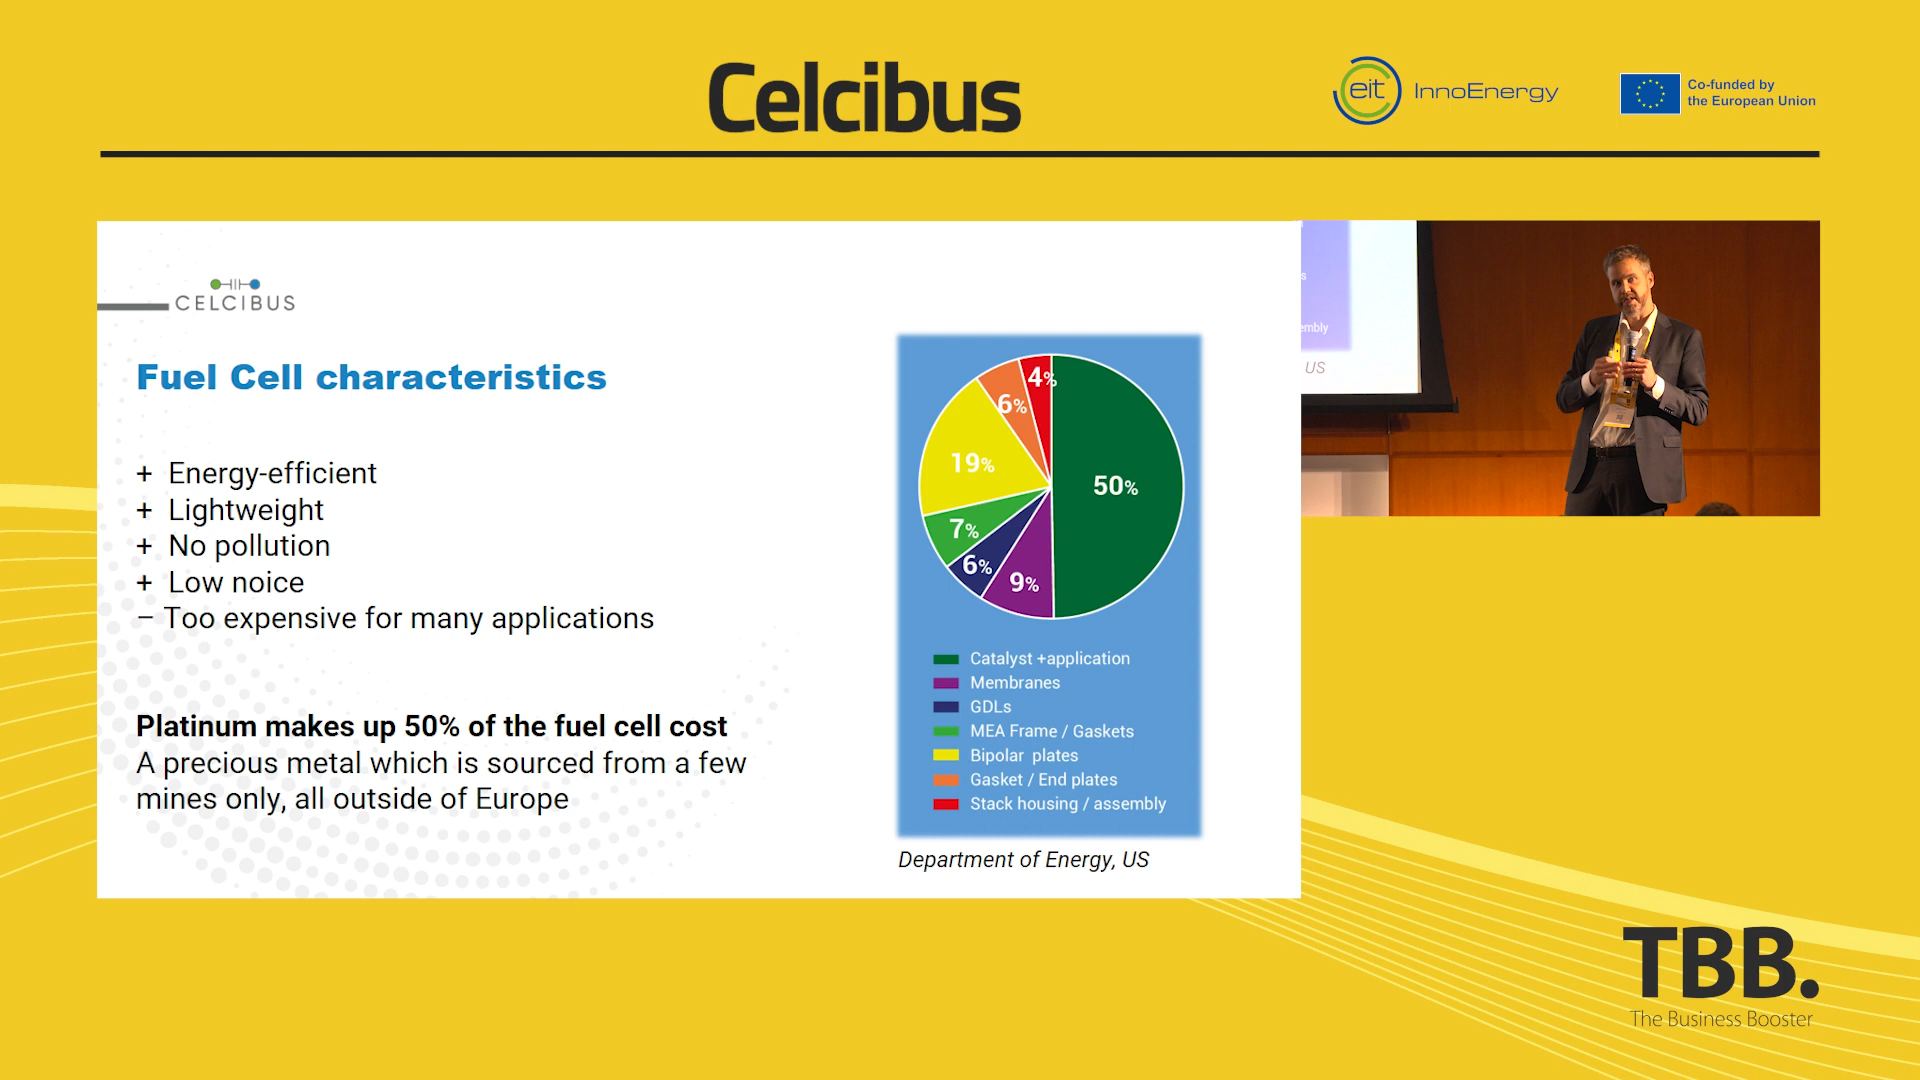 Celcibus
eit InnoEnergy
Co-funded by
the European Union
CELCIBUS
Fuel Cell characteristics
+ Energy-efficient
+ Lightweight
+ No pollution
+ Low noice
– Too expensive for many applications
Platinum makes up 50% of the fuel cell cost
A precious metal which is sourced from a few
mines only, all outside of Europe
4%
6%
19%
50%
7%
6%
9%
Catalyst +application
Membranes
GDLs
MEA Frame / Gaskets
Bipolar plates
Gasket / End plates
Stack housing / assembly
Department of Energy, US
s
embly
US
TBB.
The Business Booster